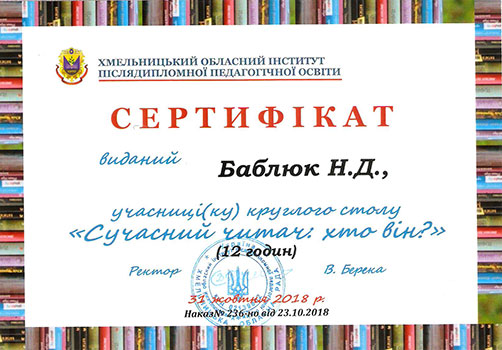 ХМЕЛЬНИЦЬКИЙ ОБЛАСНИЙ ІНСТИТУТ
ПІСЛЯДИПЛОМНОЇ ПЕДАГОГІЧНОЇ ОСВІТИ
СЕРТИФІКАТ
виданий
Баблюк Н.Д.,
учасниці(ку) круглого столу
«Сучасний читач: хто він?»
(12 годин)
Ректор В. Берека
31 жовтня 2018 р.
Наказ№ 236-но від 23.10.2018